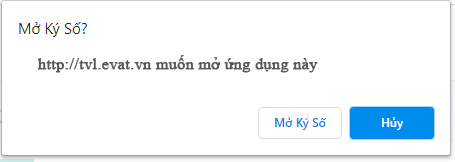 Mở Ký Số?
http://tvl.evat.vn muốn mở ứng dụng này
Mở Ký Số
Hủy